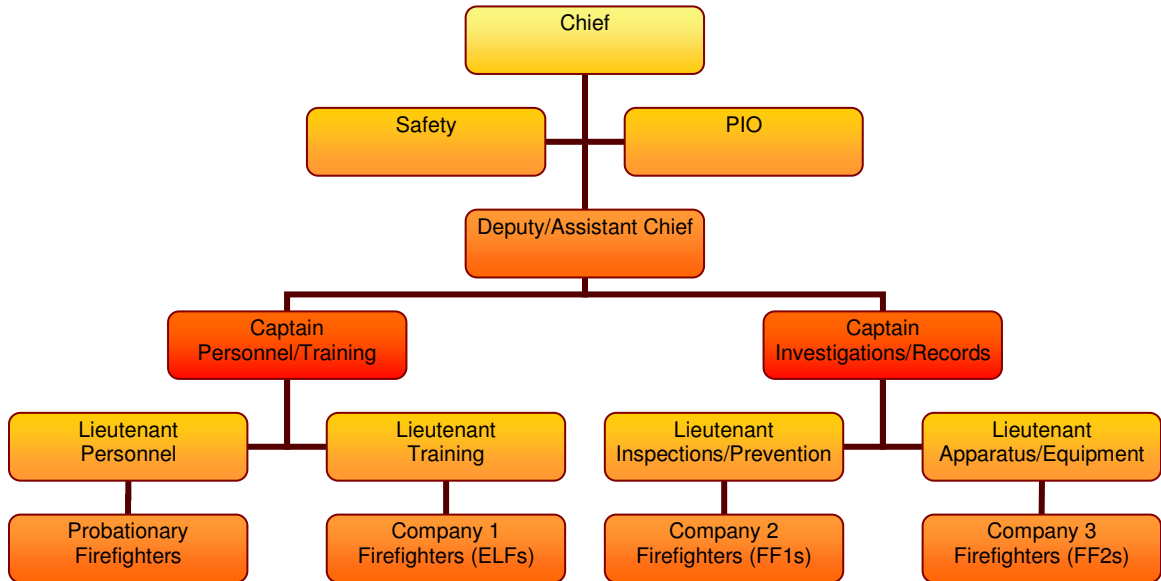 Chief
Safety
PIO
Deputy/Assistant Chief
Captain
Personnel/Training
Captain
Investigations/Records
Lieutenant
Personnel
Lieutenant
Training
Lieutenant
Inspections/Prevention
Lieutenant
Apparatus/Equipment
Probationary
Firefighters
Company 1
Firefighters (ELFs)
Company 2
Firefighters (FF1s)
Company 3
Firefighters (FF2s)